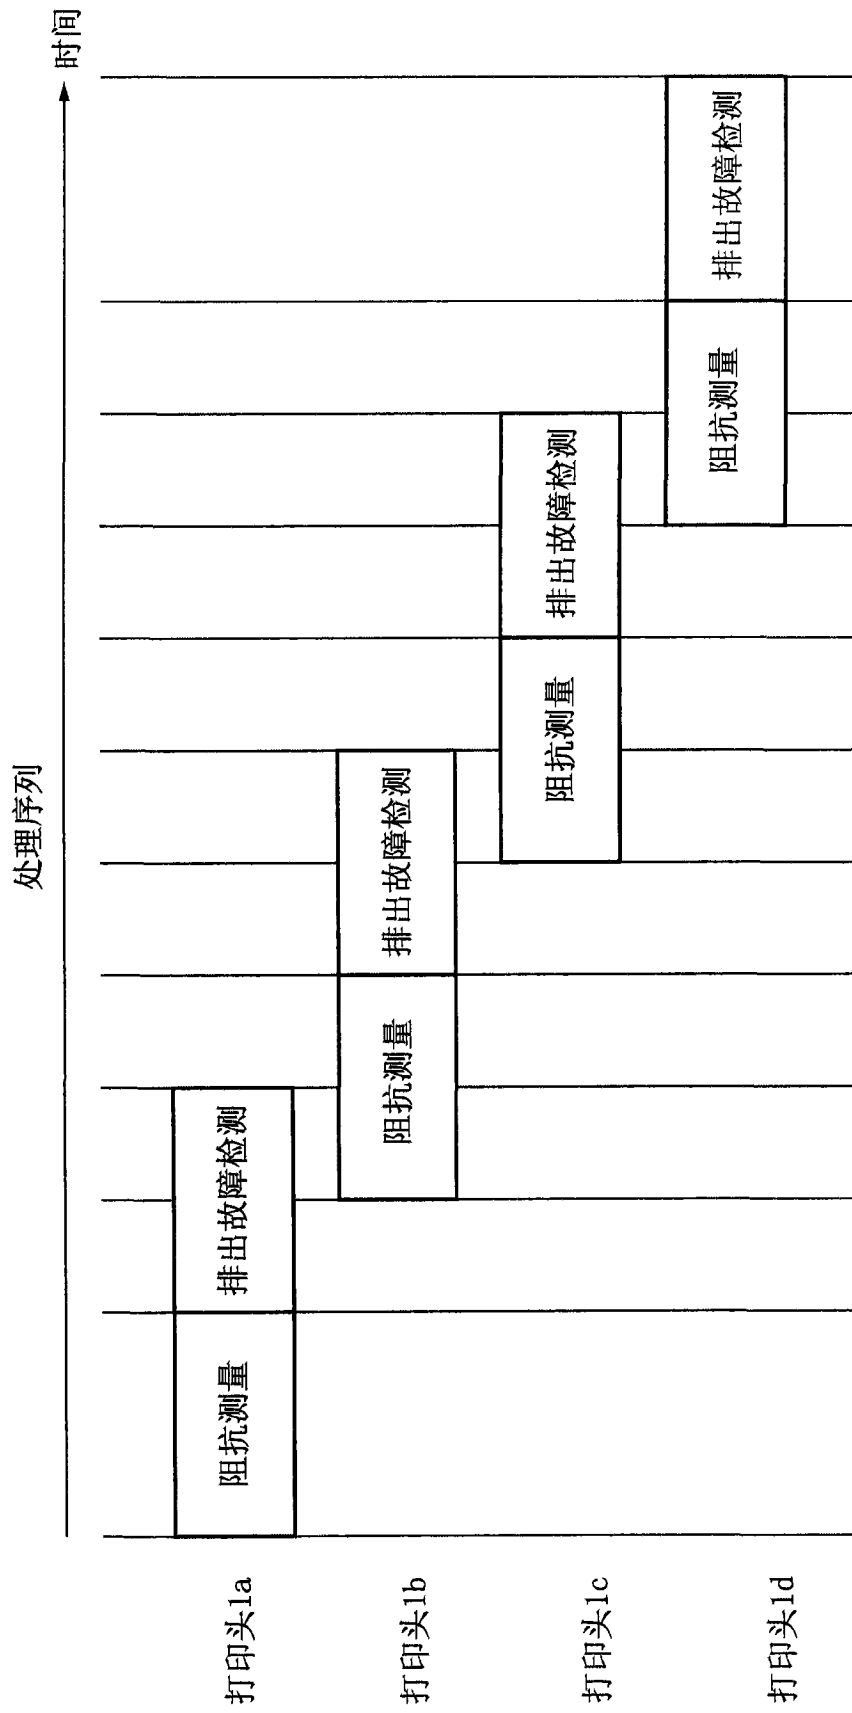 处理序列
时间
打印头1a
阻抗测量
排出故障检测
打印头1b
阻抗测量
排出故障检测
打印头1c
阻抗测量
排出故障检测
打印头1d
阻抗测量
排出故障检测